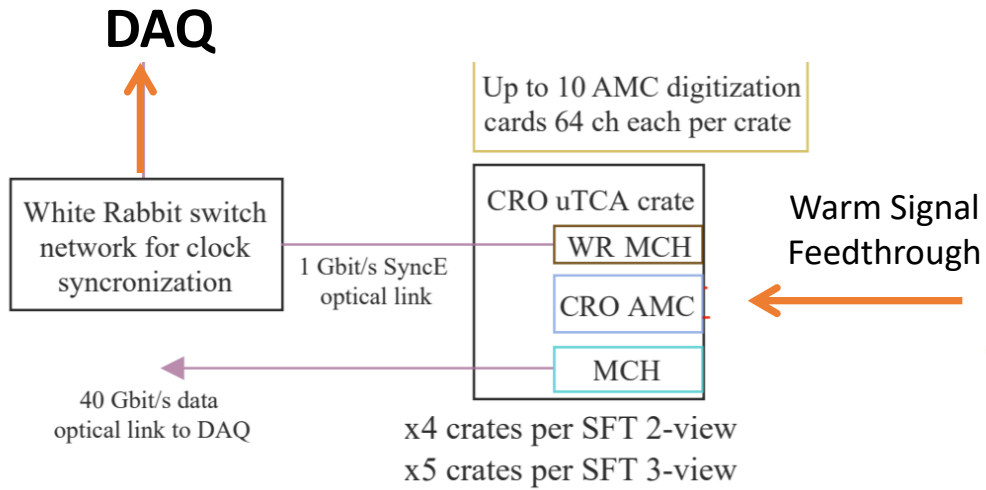 DAQ
Up to 10 AMC digitization
cards 64 ch each per crate
White Rabbit switch
network for clock
syncronization
1 Gbit/s SyncE
optical link
CRO uTCA crate
WR MCH
CRO AMC
MCH
Warm Signal
Feedthrough
40 Gbit/s data
optical link to DAQ
x4 crates per SFT 2-view
x5 crates per SFT 3-view